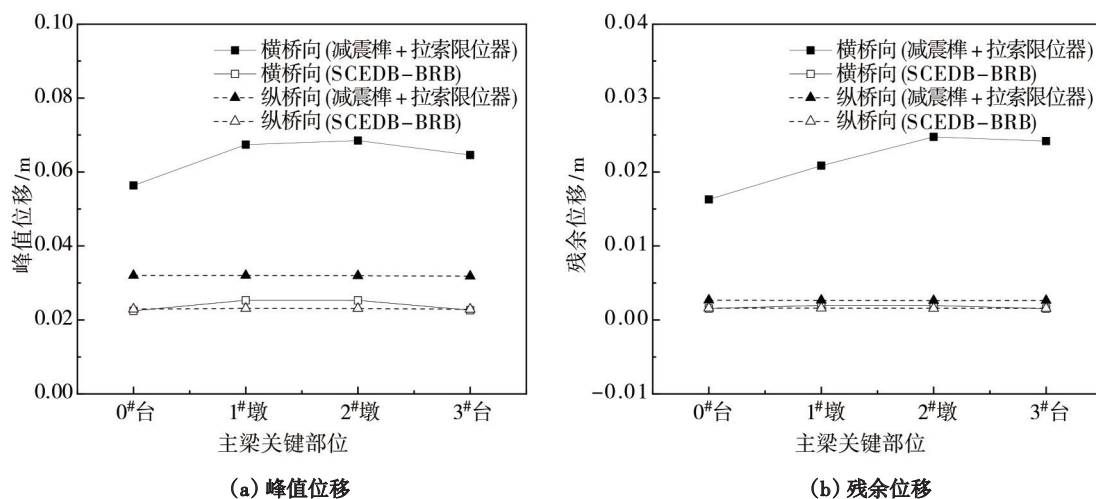 0.10
0.08
0.06
0.04
0.02
0.00
峰值位移/m
横桥向(减震榫+拉索限位器)
横桥向(SCEDB-BRB)
纵桥向(减震榫+拉索限位器)
纵桥向(SCEDB-BRB)
0#台 1#墩 2#墩 3#台
主梁关键部位
(a) 峰值位移
0.04
0.03
0.02
0.01
0.00
-0.01
残余位移/m
横桥向(减震榫+拉索限位器)
横桥向(SCEDB-BRB)
纵桥向(减震榫+拉索限位器)
纵桥向(SCEDB-BRB)
0#台 1#墩 2#墩 3#台
主梁关键部位
(b) 残余位移